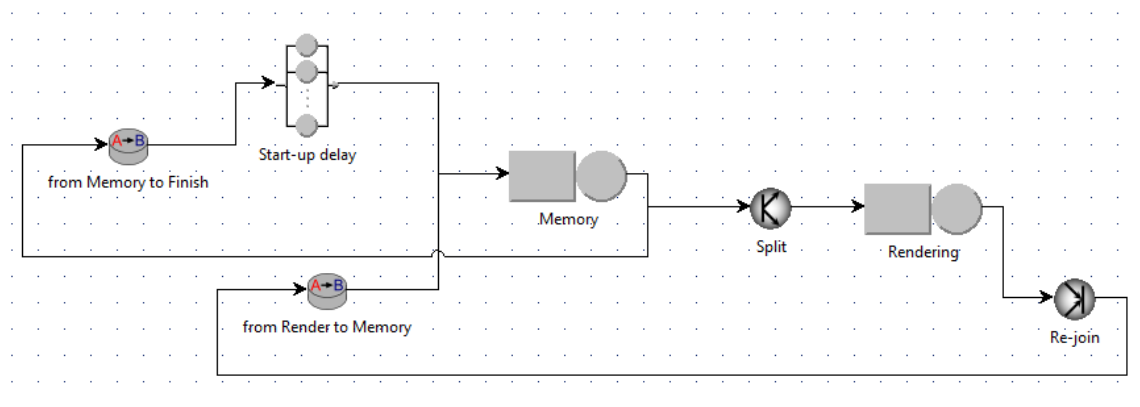 A→B
from Memory to Finish
Start-up delay
Memory
Split
Rendering
A→B
from Render to Memory
Re-join